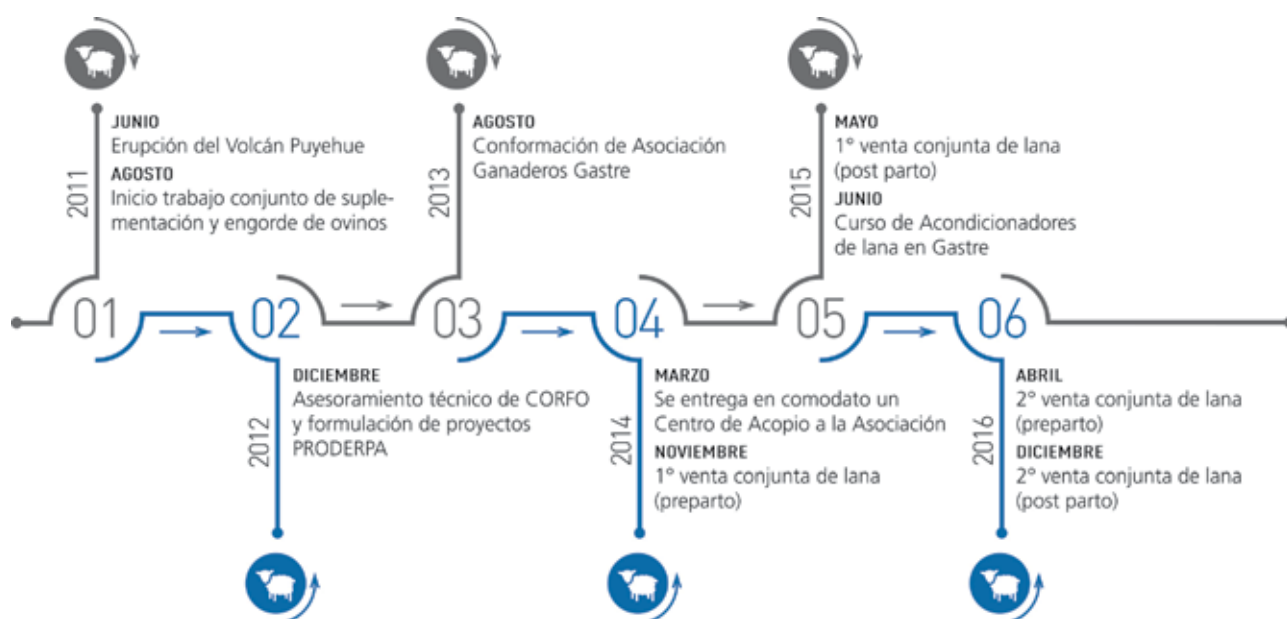 2011
JUNIO
Erupción del Volcán Puyehue
AGOSTO
Inicio trabajo conjunto de suple-
mentación y engorde de ovinos
01
2012
DICIEMBRE
Asesoramiento técnico de CORFO
y formulación de proyectos
PRODERPA
02
2013
AGOSTO
Conformación de Asociación
Ganaderos Gastre
03
2014
MARZO
Se entrega en comodato un
Centro de Acopio a la Asociación
NOVIEMBRE
1° venta conjunta de lana
(preparto)
04
2015
MAYO
1° venta conjunta de lana
(post parto)
JUNIO
Curso de Acondicionadores
de lana en Gastre
05
2016
ABRIL
2° venta conjunta de lana
(preparto)
DICIEMBRE
2° venta conjunta de lana
(post parto)
06